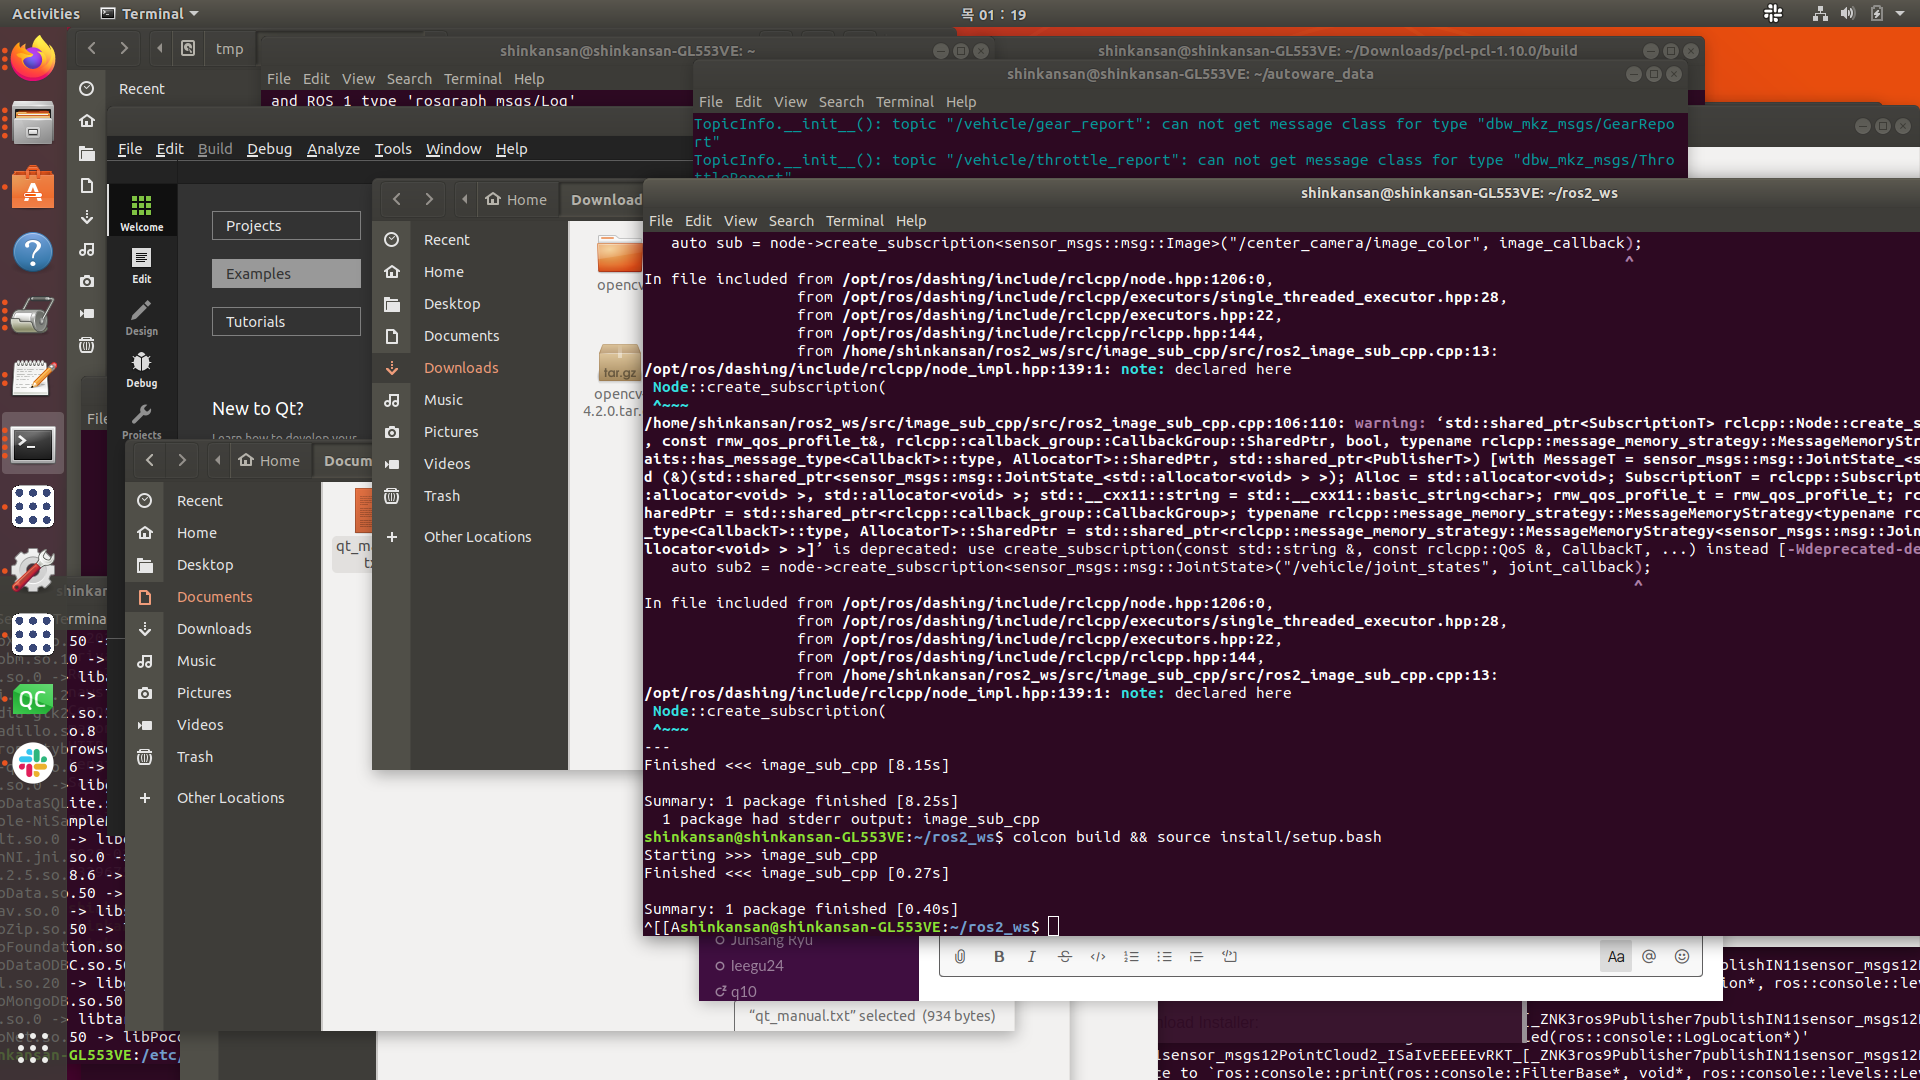 Activities
Terminal
목 01 : 19
tmp
shinkansan@shinkansan-GL553VE: ~
shinkansan@shinkansan-GL553VE: ~/Downloads/pcl-pcl-1.10.0/build
Recent
File Edit View Search Terminal Help
and ROS 1 type 'rosgraph_msgs/Log'
shinkansan@shinkansan-GL553VE: ~/autoware_data
File Edit View Search Terminal Help
TopicInfo.__init__(): topic "/vehicle/gear_report": can not get message class for type "dbw_mkz_msgs/GearRepo
rt"
TopicInfo.__init__(): topic "/vehicle/throttle_report": can not get message class for type "dbw_mkz_msgs/Thro
ttleReport"
File Edit Build Debug Analyze Tools Window Help
Welcome
Edit
Design
Debug
Projects
Projects
Examples
Tutorials
New to Qt?
Learn how to develop your
Home
Download
Recent
Home
Desktop
Documents
Downloads
Music
Pictures
Videos
Trash
Other Locations
opencv
tar.gz
opencv
4.2.0.tar.
Home
Docum
Recent
Home
Desktop
Documents
Downloads
Music
Pictures
Videos
Trash
Other Locations
qt_ma
“qt_manual.txt” selected (934 bytes)
shinkansan@shinkansan-GL553VE: ~/ros2_ws
File Edit View Search Terminal Help
auto sub = node->create_subscription<sensor_msgs::msg::Image>("/center_camera/image_color", image_callback);
^
In file included from /opt/ros/dashing/include/rclcpp/node.hpp:1206:0,
from /opt/ros/dashing/include/rclcpp/executors/single_threaded_executor.hpp:28,
from /opt/ros/dashing/include/rclcpp/executors.hpp:22,
from /opt/ros/dashing/include/rclcpp/rclcpp.hpp:144,
from /home/shinkansan/ros2_ws/src/image_sub_cpp/src/ros2_image_sub_cpp.cpp:13:
/opt/ros/dashing/include/rclcpp/node_impl.hpp:139:1: note: declared here
Node::create_subscription(
^~~~
/home/shinkansan/ros2_ws/src/image_sub_cpp/src/ros2_image_sub_cpp.cpp:106:110: warning: ‘std::shared_ptr<SubscriptionT> rclcpp::Node::create_s
, const rmw_qos_profile_t&, rclcpp::callback_group::CallbackGroup::SharedPtr, bool, typename rclcpp::message_memory_strategy::MessageMemoryStr
aits::has_message_type<CallbackT>::type, AllocatorT>::SharedPtr, std::shared_ptr<PublisherT>) [with MessageT = sensor_msgs::msg::JointState_<s
d (&)(std::shared_ptr<sensor_msgs::msg::JointState_<std::allocator<void> > >); Alloc = std::allocator<void>; SubscriptionT = rclcpp::Subscript
:allocator<void> >, std::allocator<void> >; std::__cxx11::string = std::__cxx11::basic_string<char>; rmw_qos_profile_t = rmw_qos_profile_t; rc
haredPtr = std::shared_ptr<rclcpp::callback_group::CallbackGroup>; typename rclcpp::message_memory_strategy::MessageMemoryStrategy<typename rc
_type<CallbackT>::type, AllocatorT>::SharedPtr = std::shared_ptr<rclcpp::message_memory_strategy::MessageMemoryStrategy<sensor_msgs::msg::Join
llocator<void> > >]’ is deprecated: use create_subscription(const std::string &, const rclcpp::QoS &, CallbackT, ...) instead [-Wdeprecated-de
auto sub2 = node->create_subscription<sensor_msgs::msg::JointState>("/vehicle/joint_states", joint_callback);
^
In file included from /opt/ros/dashing/include/rclcpp/node.hpp:1206:0,
from /opt/ros/dashing/include/rclcpp/executors/single_threaded_executor.hpp:28,
from /opt/ros/dashing/include/rclcpp/executors.hpp:22,
from /opt/ros/dashing/include/rclcpp/rclcpp.hpp:144,
from /home/shinkansan/ros2_ws/src/image_sub_cpp/src/ros2_image_sub_cpp.cpp:13:
/opt/ros/dashing/include/rclcpp/node_impl.hpp:139:1: note: declared here
Node::create_subscription(
^~~~
---
Finished <<< image_sub_cpp [8.15s]
Summary: 1 package finished [8.25s]
1 package had stderr output: image_sub_cpp
shinkansan@shinkansan-GL553VE:~/ros2_ws$ colcon build && source install/setup.bash
Starting >>> image_sub_cpp
Finished <<< image_sub_cpp [0.27s]
Summary: 1 package finished [0.40s]
^[[Ashinkansan@shinkansan-GL553VE:~/ros2_ws$
Junsang Ryu
leegu24
q10
Aa
publishIN11sensor_msgs12
ion*, ros::console::leve
[_ZNK3ros9Publisher7publishIN11sensor_msgs12P
ed(ros::console::LogLocation*)'
sensor_msgs12PointCloud2_ISaIvEEEEEvRKT_[_ZNK3ros9Publisher7publishIN11sensor_msgs12P
te to `ros::console::print(ros::console::FilterBase*, void*, ros::console::levels::Le